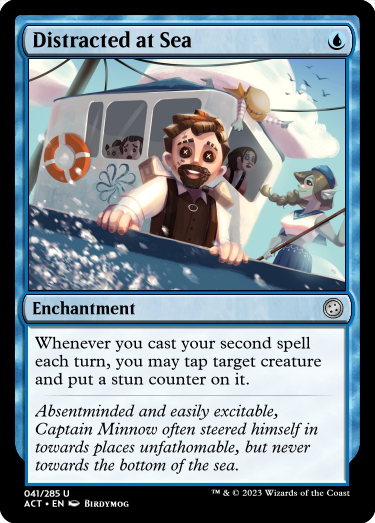 Distracted at Sea
Enchantment
Whenever you cast your second spell
each turn, you may tap target creature
and put a stun counter on it.
Absentminded and easily excitable,
Captain Minnow often steered himself in
towards places unfathomable, but never
towards the bottom of the sea.
041/285 U
ACT • EN Birdymog
™ & © 2023 Wizards of the Coast